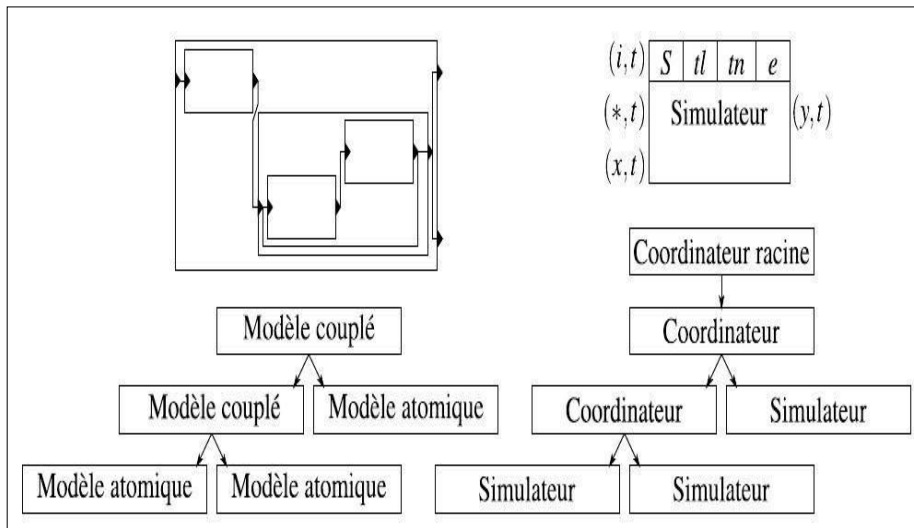 (i,t) S tl tn e
(*,t) Simulateur (y,t)
(x,t)
Coordinateur racine
Modèle couplé
Coordinateur
Modèle couplé
Modèle atomique
Coordinateur
Simulateur
Modèle atomique
Modèle atomique
Simulateur
Simulateur